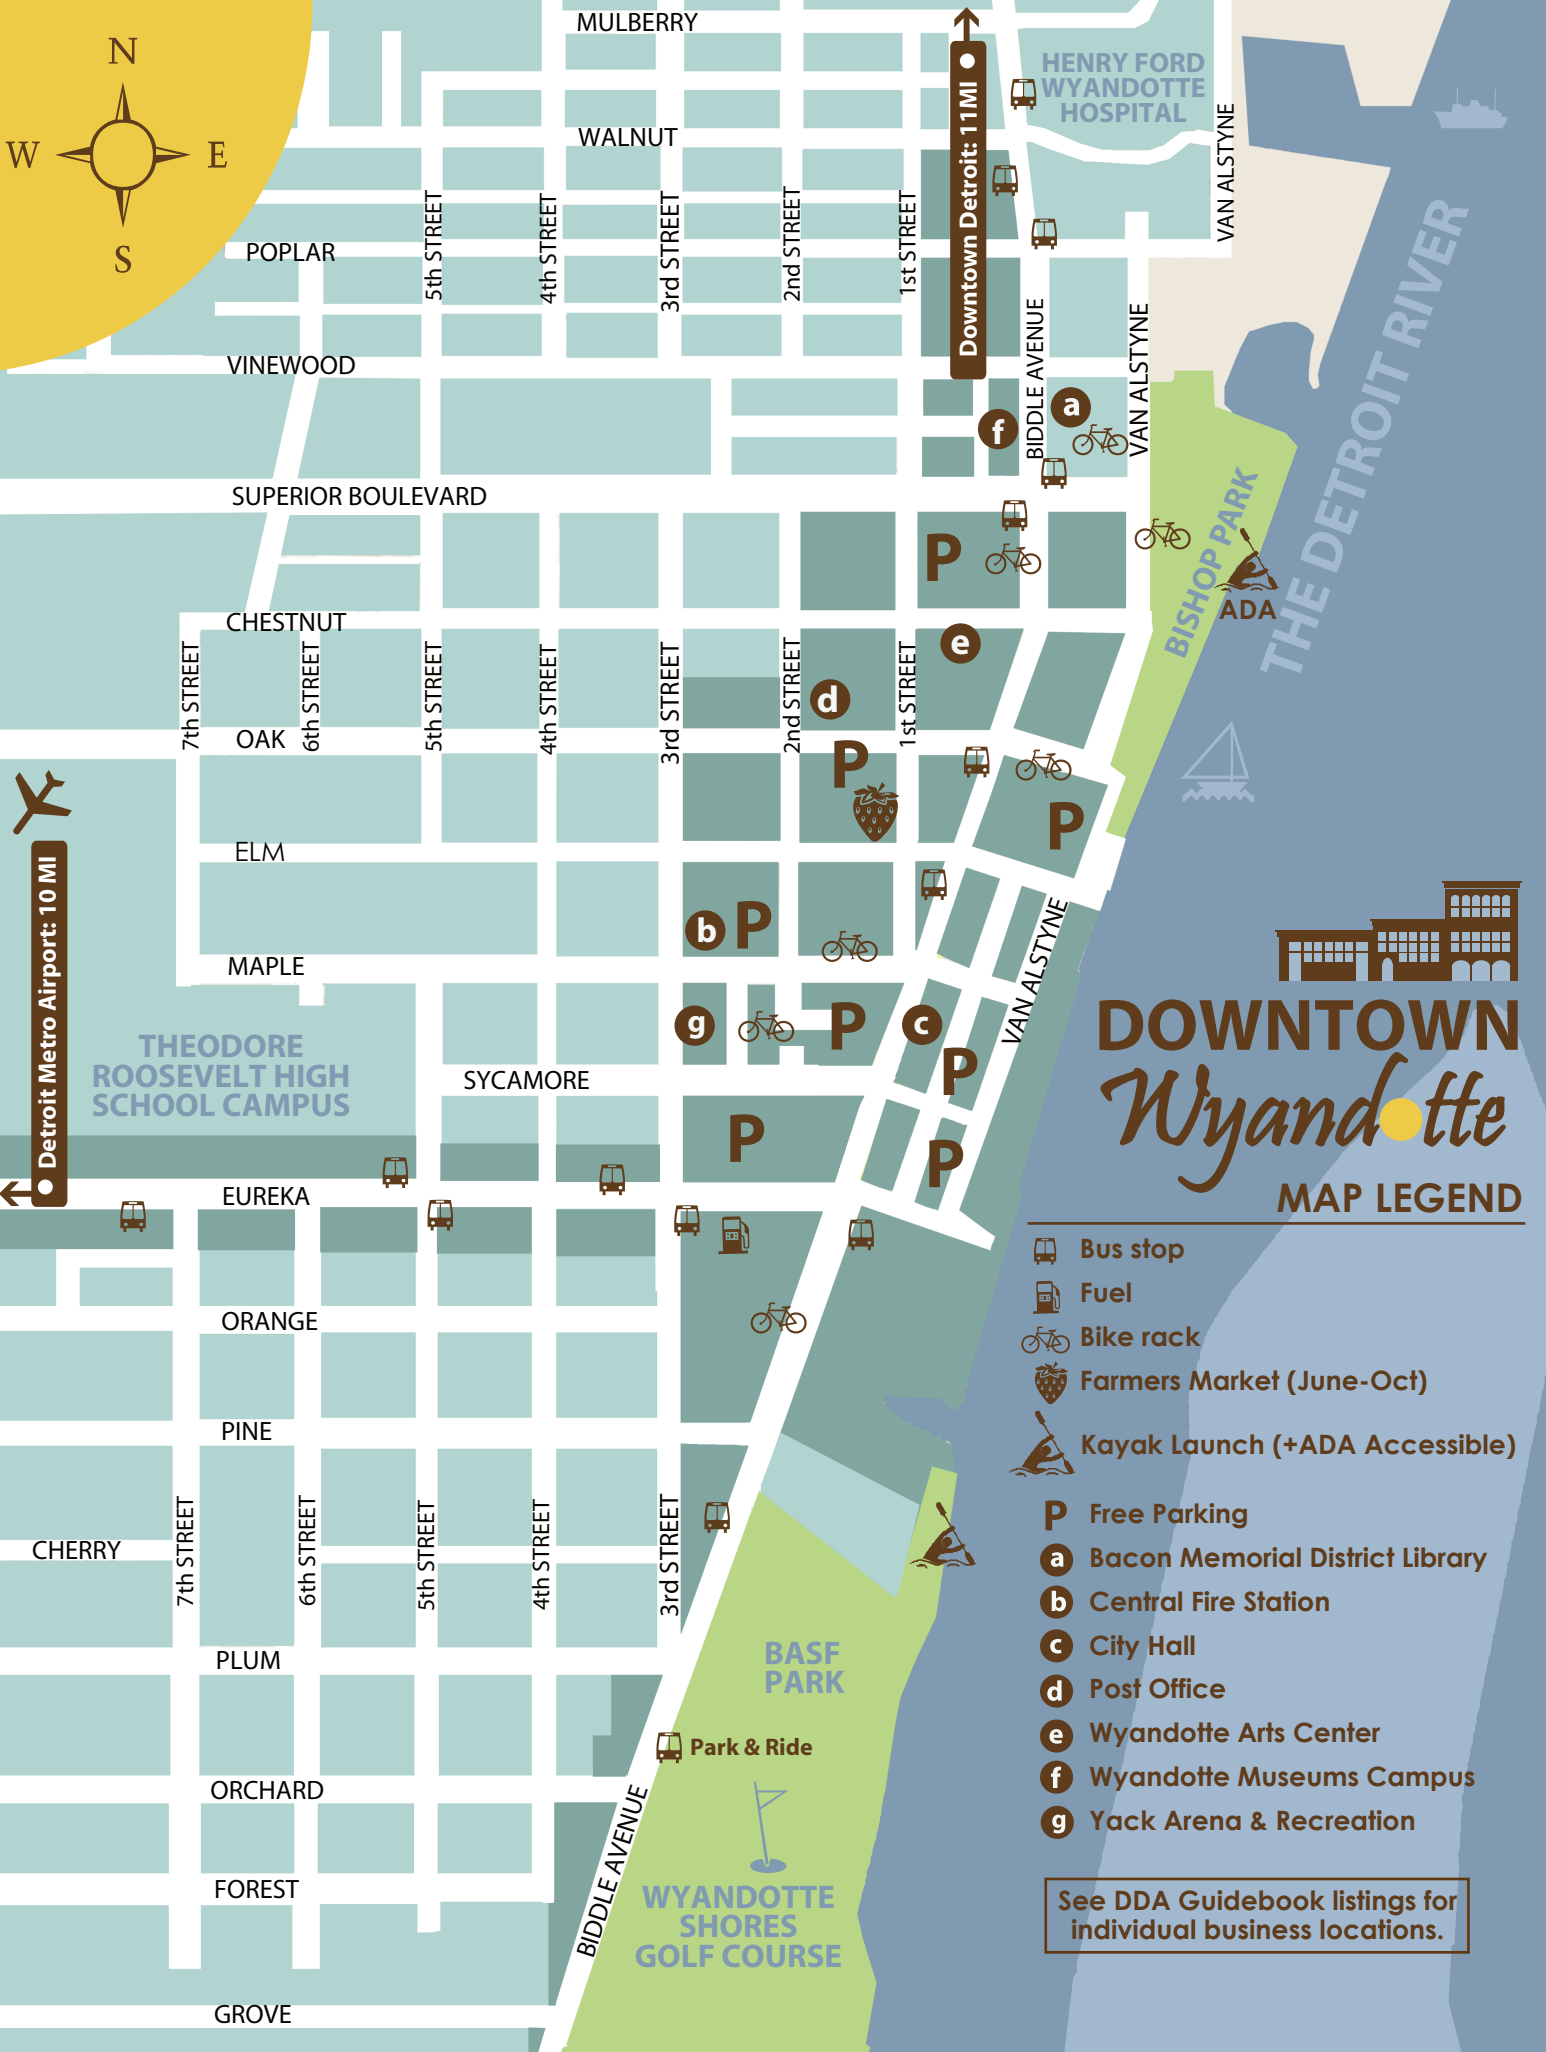 N
W
E
S
MULBERRY
WALNUT
POPLAR
VINEWOOD
SUPERIOR BOULEVARD
CHESTNUT
OAK
ELM
MAPLE
SYCAMORE
EUREKA
ORANGE
PINE
CHERRY
PLUM
ORCHARD
FOREST
GROVE
5th STREET
4th STREET
3rd STREET
2nd STREET
1st STREET
Downtown Detroit: 11MI
HENRY FORD
WYANDOTTE
HOSPITAL
VAN ALSTYNE
BIDDLE AVENUE
VAN ALSTYNE
f
a
THE DETROIT RIVER
BISHOP PARK
ADA
P
e
d
7th STREET
6th STREET
5th STREET
4th STREET
3rd STREET
2nd STREET
1st STREET
P
P
b
P
VAN ALSTYNE
g
P
c
P
P
P
Detroit Metro Airport: 10 MI
THEODORE
ROOSEVELT HIGH
SCHOOL CAMPUS
7th STREET
6th STREET
5th STREET
4th STREET
3rd STREET
BASF
PARK
Park & Ride
BIDDLE AVENUE
WYANDOTTE
SHORES
GOLF COURSE
DOWNTOWN
Wyandotte
MAP LEGEND
Bus stop
Fuel
Bike rack
Farmers Market (June-Oct)
Kayak Launch (+ADA Accessible)
P Free Parking
a Bacon Memorial District Library
b Central Fire Station
c City Hall
d Post Office
e Wyandotte Arts Center
f Wyandotte Museums Campus
g Yack Arena & Recreation
See DDA Guidebook listings for
individual business locations.